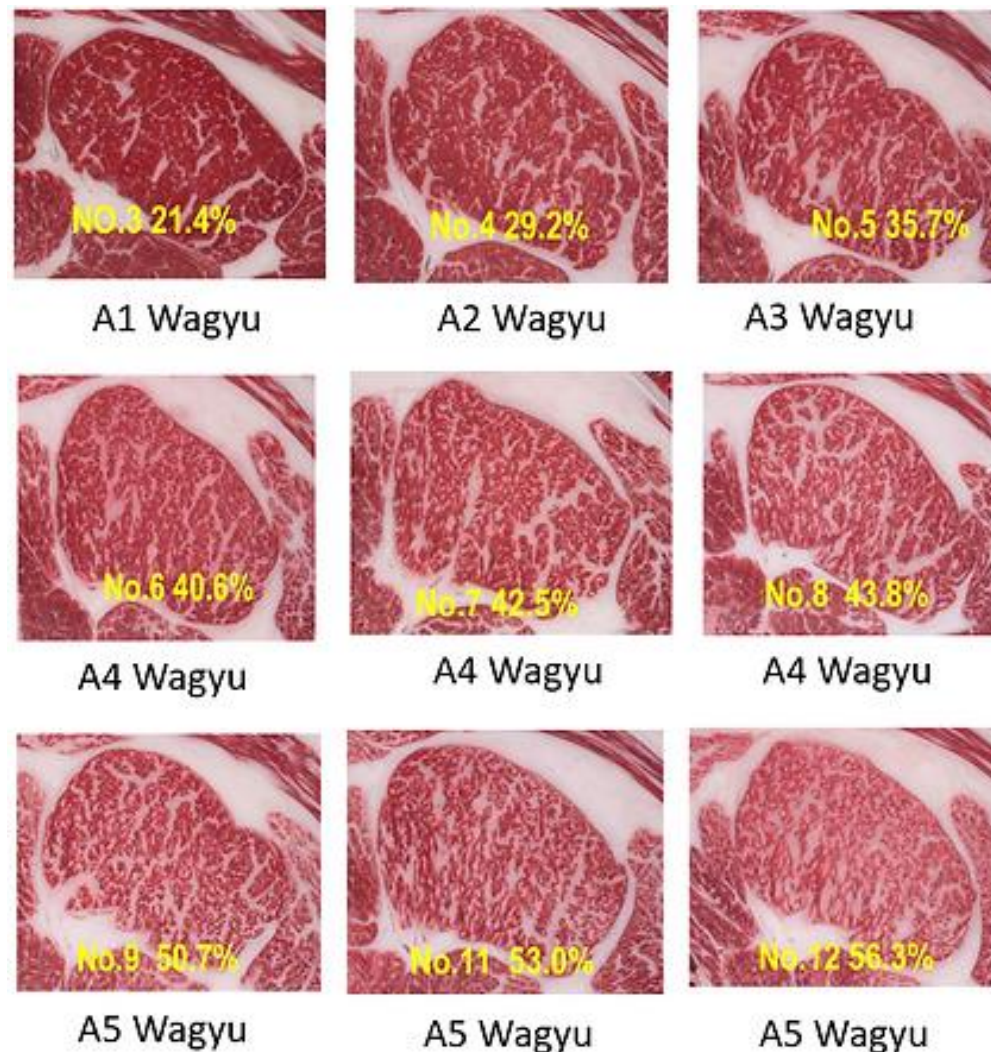 NO.3 21.4%
No.4 29.2%
No.5 35.7%
A1 Wagyu
A2 Wagyu
A3 Wagyu
No.6 40.6%
No.7 42.5%
No.8 43.8%
A4 Wagyu
A4 Wagyu
A4 Wagyu
No.9 50.7%
No.11 53.0%
No.12 56.3%
A5 Wagyu
A5 Wagyu
A5 Wagyu